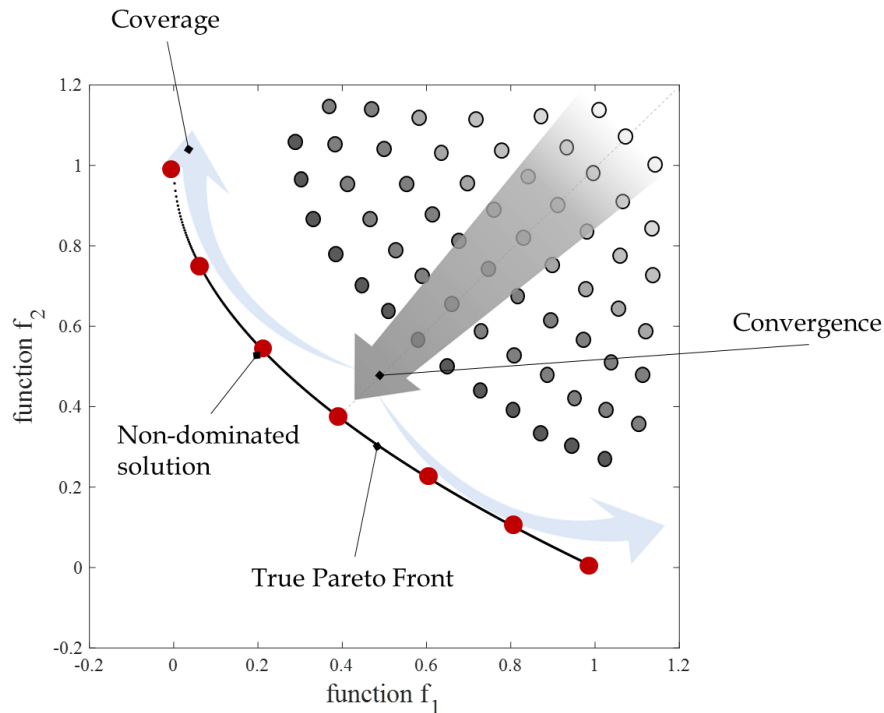 Coverage
1.2
1
0.8
0.6
0.4
0.2
0
-0.2
function f2
Convergence
Non-dominated
solution
True Pareto Front
-0.2 0 0.2 0.4 0.6 0.8 1 1.2
function f1